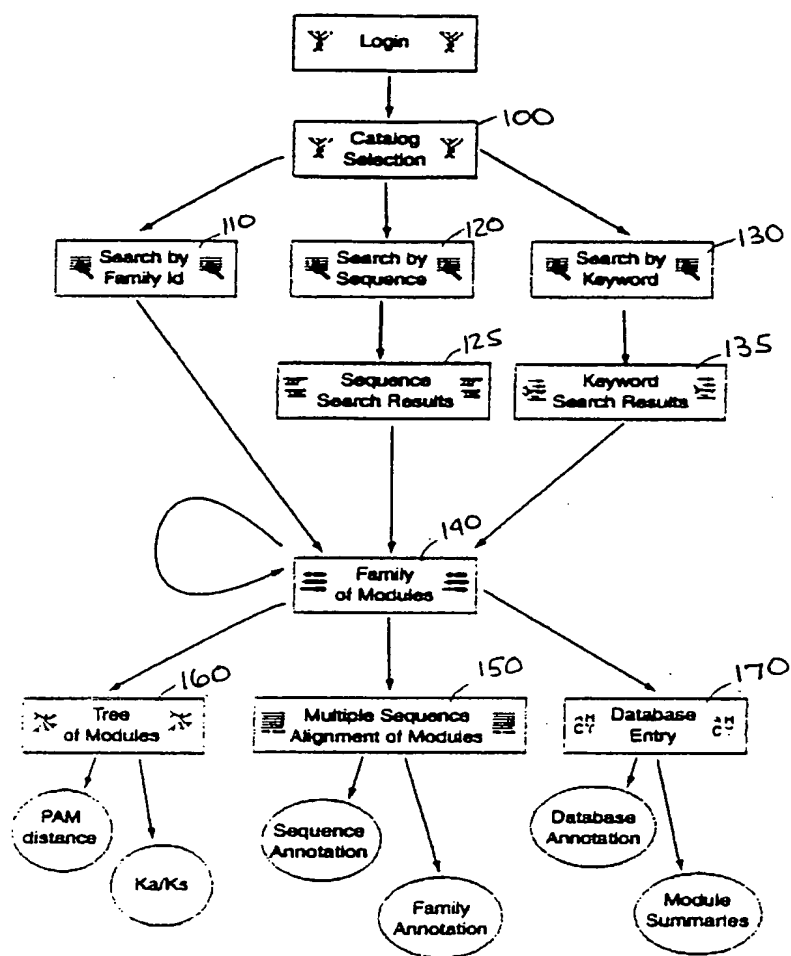 Login
100
Catalog
Selection
110
120
130
Search by
Family Id
Search by
Sequence
Search by
Keyword
125
135
Sequence
Search Results
Keyword
Search Results
140
Family
of Modules
160
150
170
Tree
of Modules
Multiple Sequence
Alignment of Modules
Database
Entry
PAM
distance
Sequence
Annotation
Database
Annotation
Ka/Ks
Family
Annotation
Module
Summaries